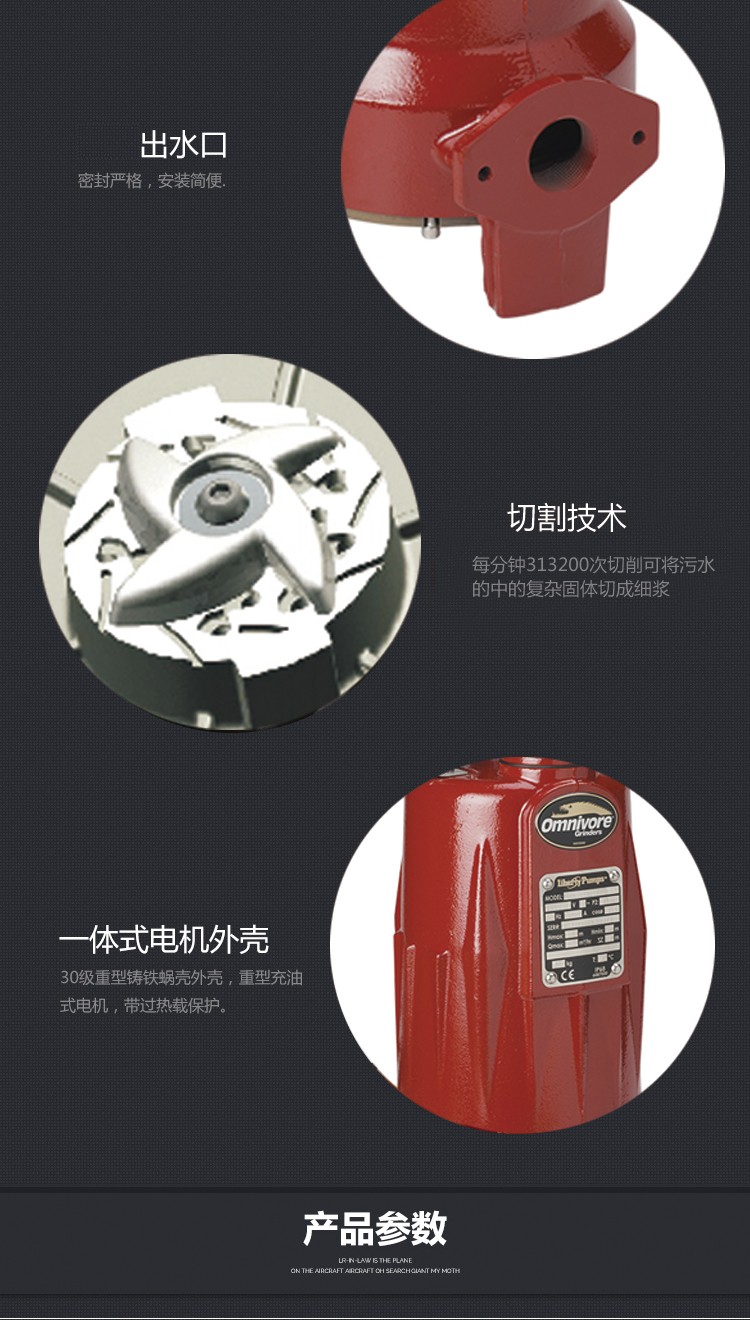 出水口
密封严格，安装简便.
切割技术
每分钟313200次切削可将污水
的中的复杂固体切成细浆
Omnivore
Grinders
Liberty Pumps
MODEL
一体式电机外壳
30级重型铸铁蜗壳外壳，重型充油
式电机，带过热载保护。
产品参数
LR-IN-LAW IS THE PLANE
ON THE AIRCRAFT AIRCRAFT OH SEARCH GIANT MY MOTH